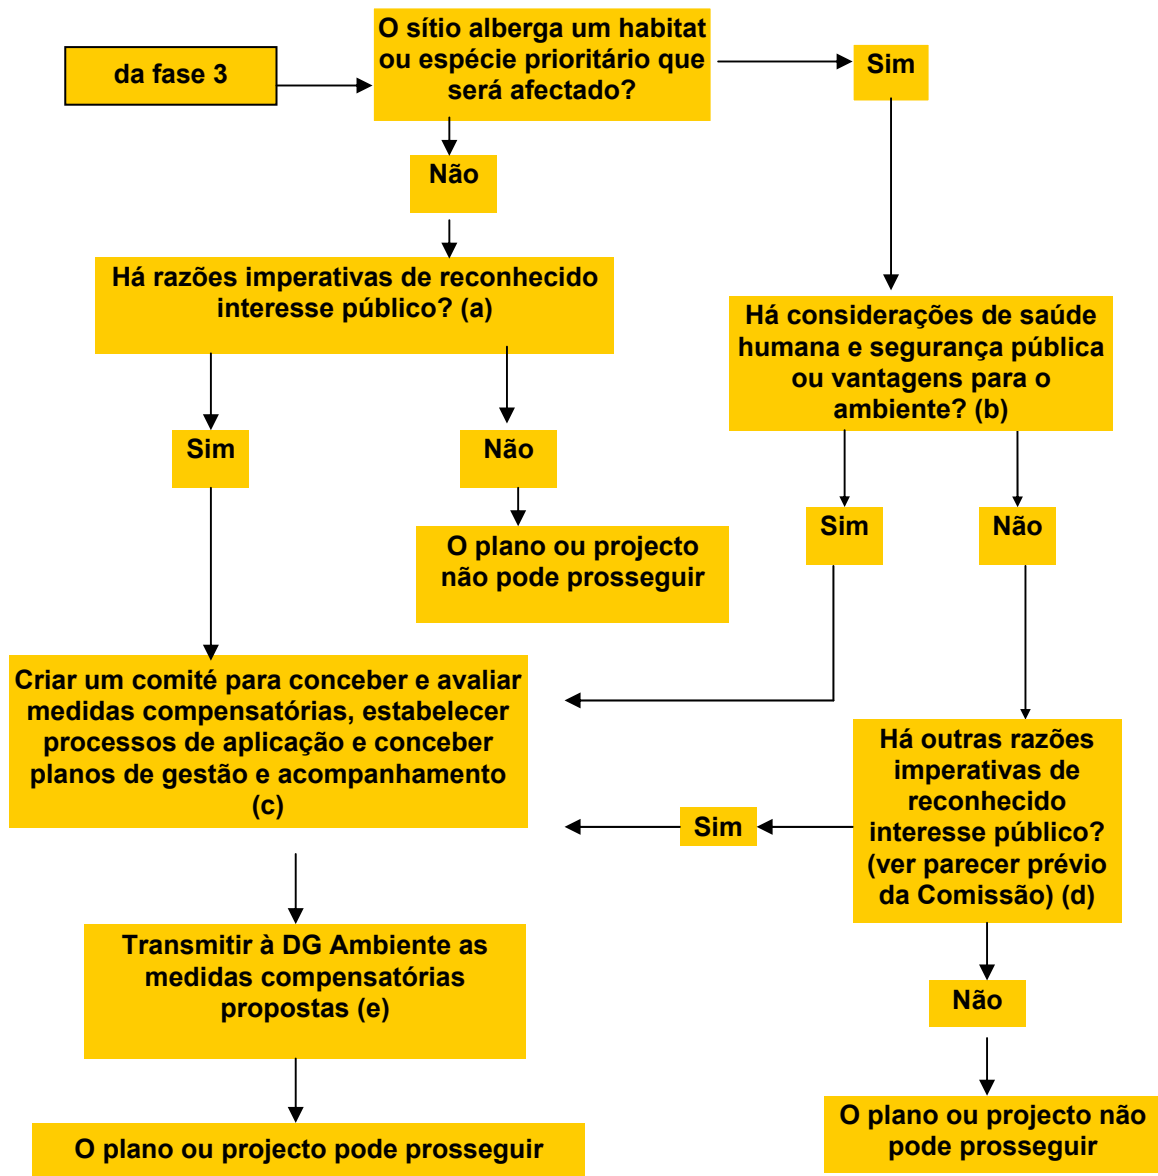 O sítio alberga um habitat
ou espécie prioritário que
será afectado?
da fase 3
Sim
Não
Há razões imperativas de reconhecido
interesse público? (a)
Há considerações de saúde
humana e segurança pública
ou vantagens para o
ambiente? (b)
Sim
Não
Sim
Não
O plano ou projecto
não pode prosseguir
Criar um comité para conceber e avaliar
medidas compensatórias, estabelecer
processos de aplicação e conceber
planos de gestão e acompanhamento
(c)
Há outras razões
imperativas de
reconhecido
interesse público?
(ver parecer prévio
da Comissão) (d)
Sim
Transmitir à DG Ambiente as
medidas compensatórias
propostas (e)
Não
O plano ou projecto pode prosseguir
O plano ou projecto não
pode prosseguir